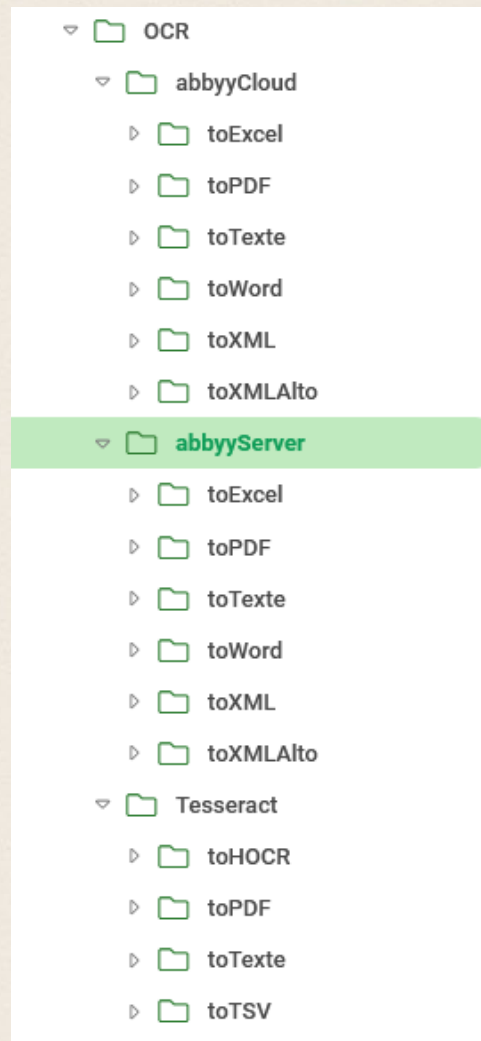 OCR
abbyyCloud
toExcel
toPDF
toTexte
toWord
toXML
toXMLAlto
abbyyServer
toExcel
toPDF
toTexte
toWord
toXML
toXMLAlto
Tesseract
toHOCR
toPDF
toTexte
toTSV